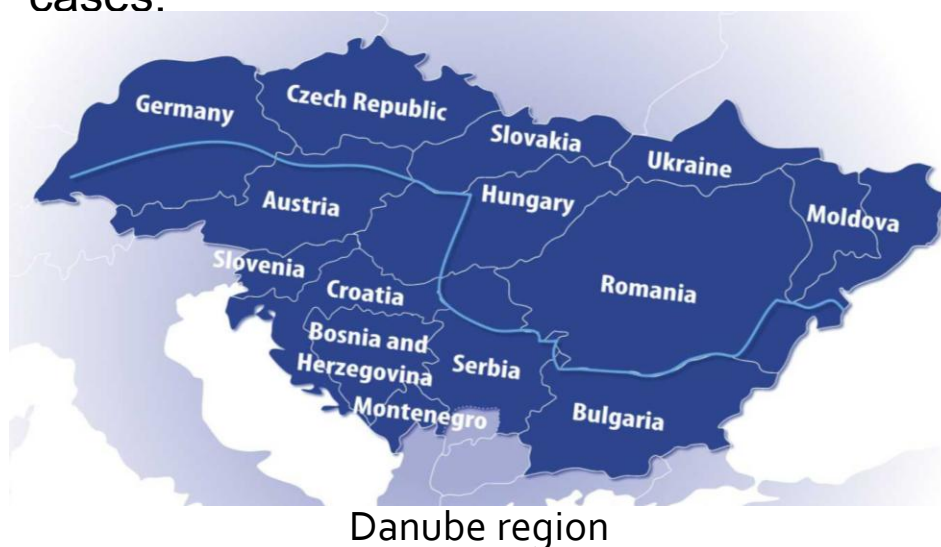 cases.
Germany
Czech Republic
Slovakia
Ukraine
Austria
Hungary
Moldova
Slovenia
Croatia
Romania
Bosnia and
Herzegovina
Serbia
Montenegro
Bulgaria
Danube region